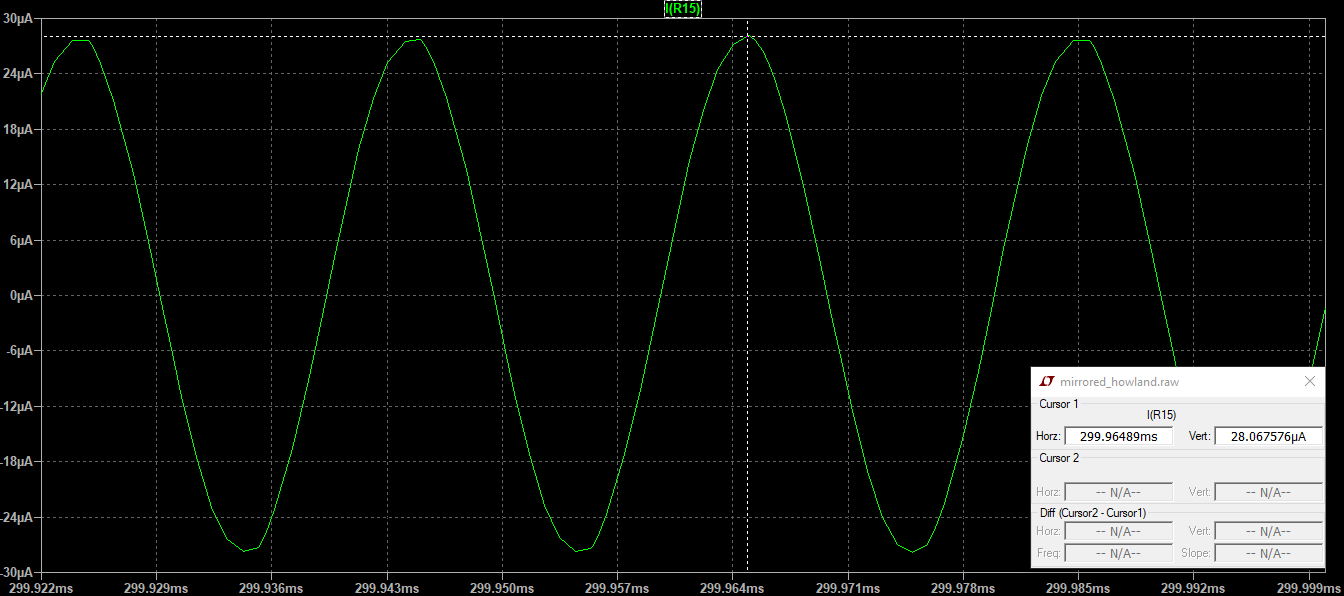 I(R15)
30µA
24µA
18µA
12µA
6µA
0µA
-6µA
-12µA
-18µA
-24µA
-30µA
299.922ms 299.929ms 299.936ms 299.943ms 299.950ms 299.957ms 299.964ms 299.971ms 299.978ms 299.985ms 299.992ms 299.999ms
mirrored_howland.raw
Cursor 1
I(R15)
Horz: 299.96489ms Vert: 28.067576µA
Cursor 2
Horz: -- N/A-- Vert: -- N/A--
Diff (Cursor2 - Cursor1)
Horz: -- N/A-- Vert: -- N/A--
Freq: -- N/A-- Slope: -- N/A--